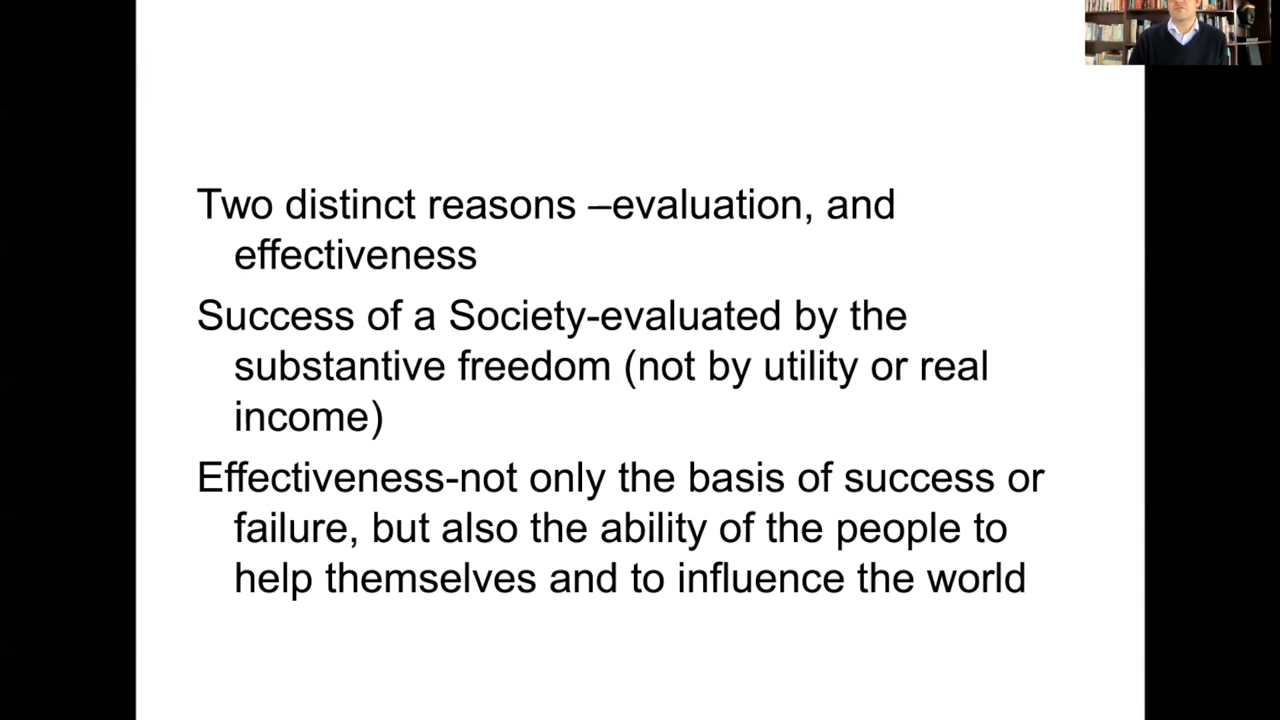 Two distinct reasons –evaluation, and
effectiveness
Success of a Society-evaluated by the
substantive freedom (not by utility or real
income)
Effectiveness-not only the basis of success or
failure, but also the ability of the people to
help themselves and to influence the world